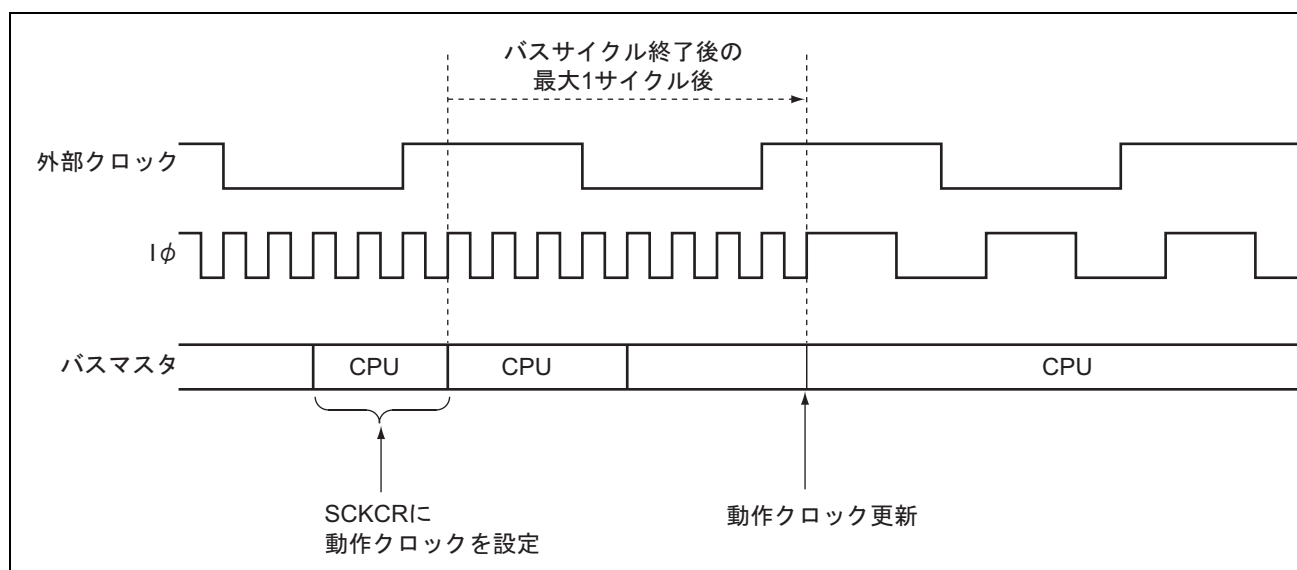 バスサイクル終了後の
最大1サイクル後
外部クロック
Iφ
バスマスタ
CPU
CPU
CPU
SCKCRに
動作クロックを設定
動作クロック更新